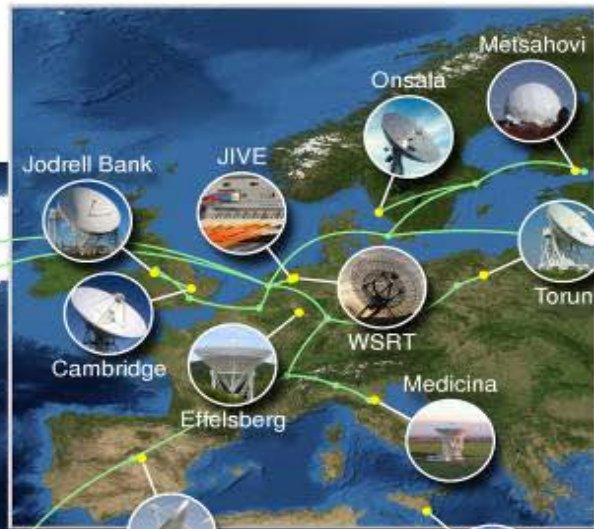 Metsahovi
Onsala
Jodrell Bank
JIVE
Torun
WSRT
Cambridge
Medicina
Effelsberg